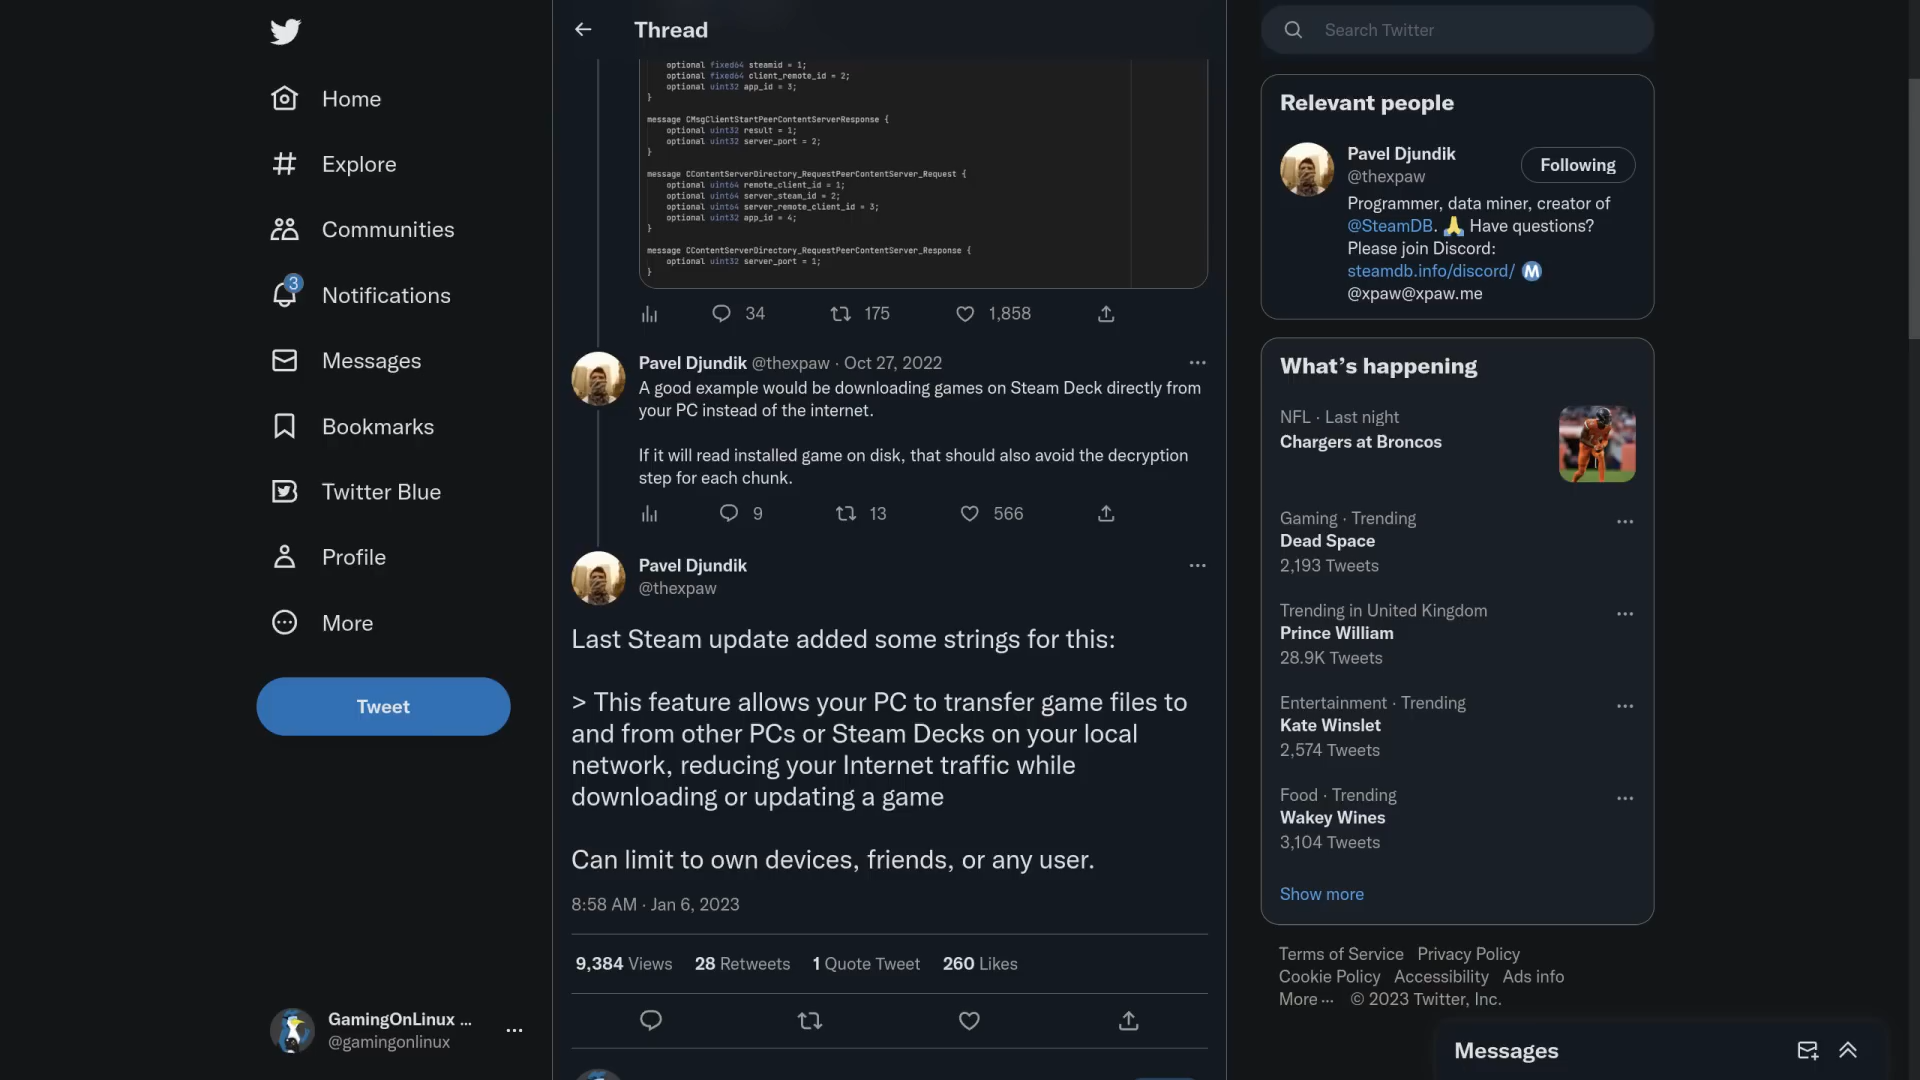 Home
Explore
Communities
3
Notifications
Messages
Bookmarks
Twitter Blue
Profile
More
Tweet
GamingOnLinux ...
@gamingonlinux
Thread
optional fixed64 steamid = 1;
optional fixed64 client_remote_id = 2;
optional uint32 app_id = 3;
}
message CMsgClientStartPeerContentServerResponse {
optional uint32 result = 1;
optional uint32 server_port = 2;
}
message CContentServerDirectory_RequestPeerContentServer_Request {
optional uint64 remote_client_id = 1;
optional uint64 server_steam_id = 2;
optional uint64 server_remote_client_id = 3;
optional uint32 app_id = 4;
}
message CContentServerDirectory_RequestPeerContentServer_Response {
optional uint32 server_port = 1;
}
34 175 1,858
Pavel Djundik @thexpaw · Oct 27, 2022
A good example would be downloading games on Steam Deck directly from
your PC instead of the internet.
If it will read installed game on disk, that should also avoid the decryption
step for each chunk.
9 13 566
Pavel Djundik
@thexpaw
Last Steam update added some strings for this:
> This feature allows your PC to transfer game files to
and from other PCs or Steam Decks on your local
network, reducing your Internet traffic while
downloading or updating a game
Can limit to own devices, friends, or any user.
8:58 AM · Jan 6, 2023
9,384 Views 28 Retweets 1 Quote Tweet 260 Likes
Search Twitter
Relevant people
Pavel Djundik
@thexpaw
Following
Programmer, data miner, creator of
@SteamDB. 🙏 Have questions?
Please join Discord:
steamdb.info/discord/ Ⓜ
@xpaw@xpaw.me
What's happening
NFL · Last night
Chargers at Broncos
Gaming · Trending
Dead Space
2,193 Tweets
Trending in United Kingdom
Prince William
28.9K Tweets
Entertainment · Trending
Kate Winslet
2,574 Tweets
Food · Trending
Wakey Wines
3,104 Tweets
Show more
Terms of Service Privacy Policy
Cookie Policy Accessibility Ads info
More ··· © 2023 Twitter, Inc.
Messages